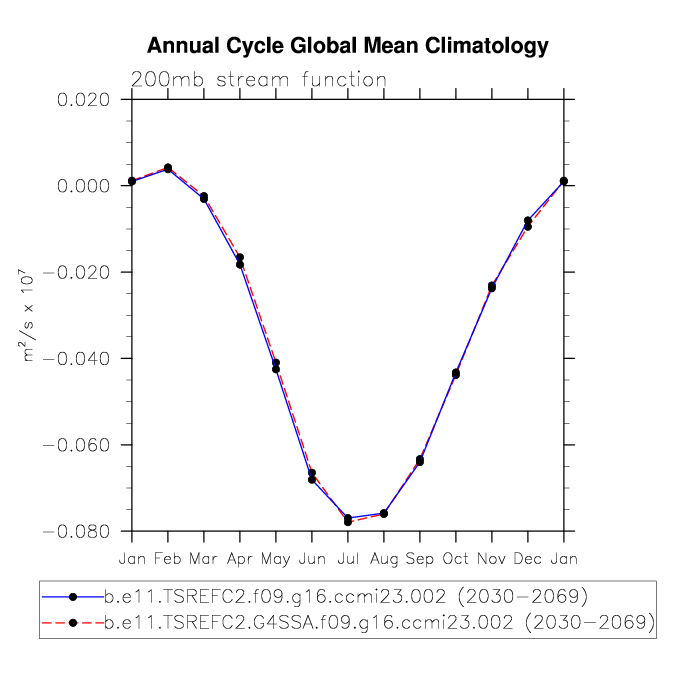 Annual Cycle Global Mean Climatology
200mb stream function
0.020
0.000
−0.020
−0.040
−0.060
−0.080
m²/s x 10⁷
Jan Feb Mar Apr May Jun Jul Aug Sep Oct Nov Dec Jan
b.e11.TSREFC2.f09.g16.ccmi23.002 (2030−2069)
b.e11.TSREFC2.G4SSA.f09.g16.ccmi23.002 (2030−2069)